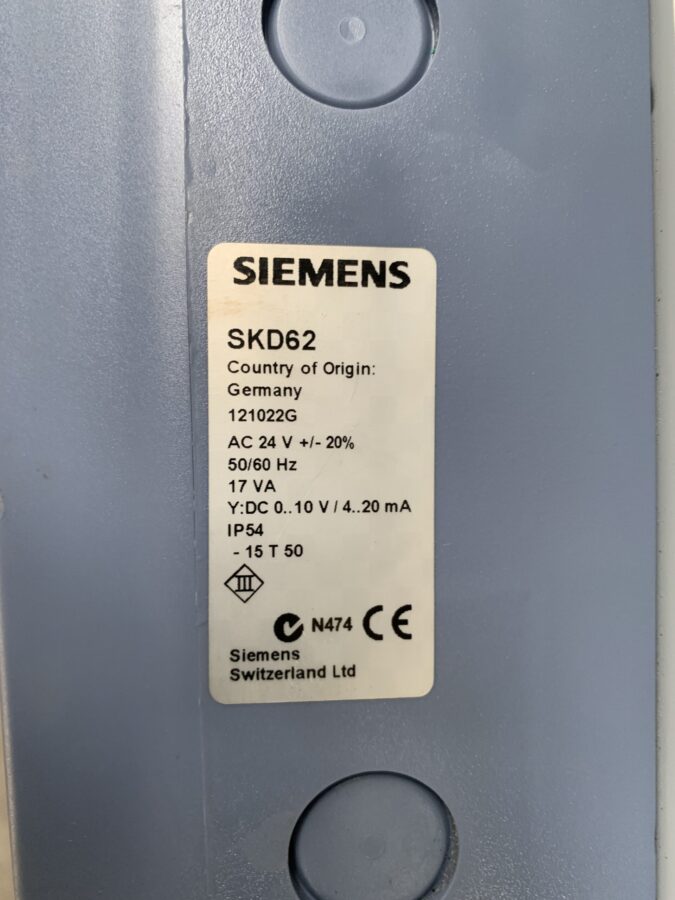 SIEMENS
SKD62
Country of Origin:
Germany
121022G
AC 24 V +/- 20%
50/60 Hz
17 VA
Y:DC 0..10 V / 4..20 mA
IP54
- 15 T 50
III
N474 CE
Siemens
Switzerland Ltd